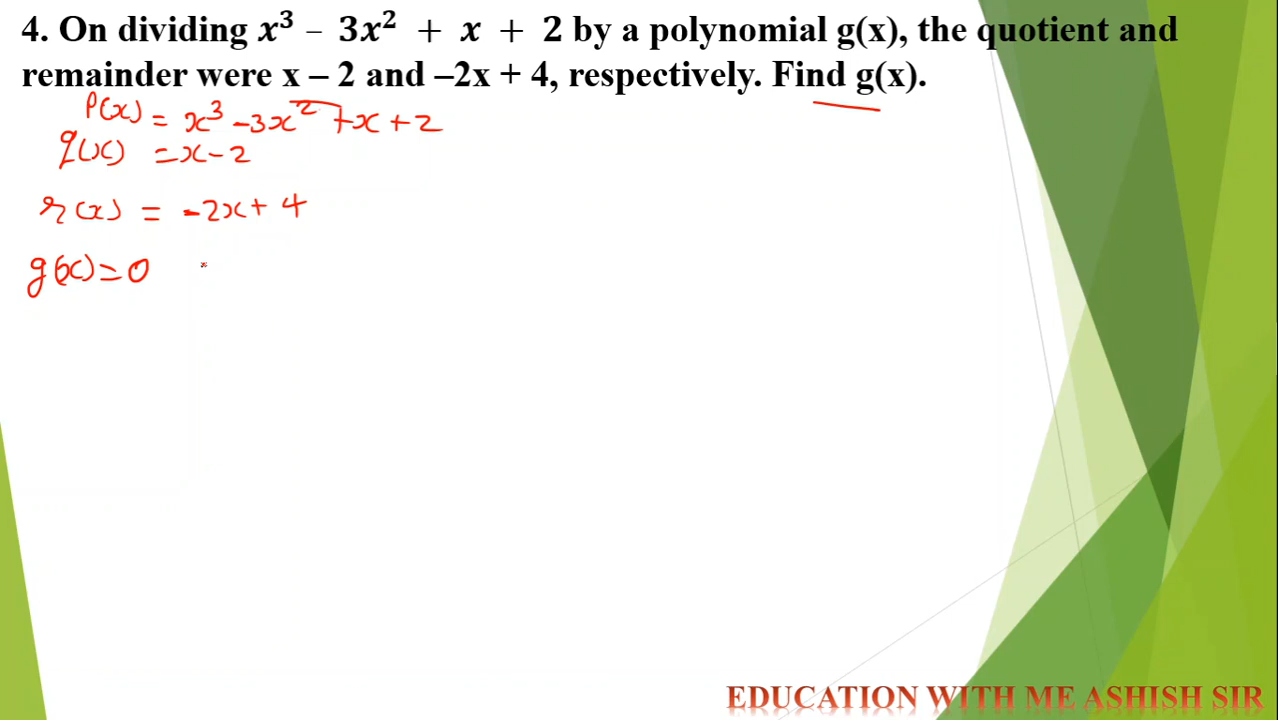 4. On dividing x³ – 3x² + x + 2 by a polynomial g(x), the quotient and
remainder were x – 2 and –2x + 4, respectively. Find g(x).
P(x) = x³ -3x² +x +2
q(x) = x - 2
r(x) = -2x + 4
g(x) = 0
EDUCATION WITH ME ASHISH SIR